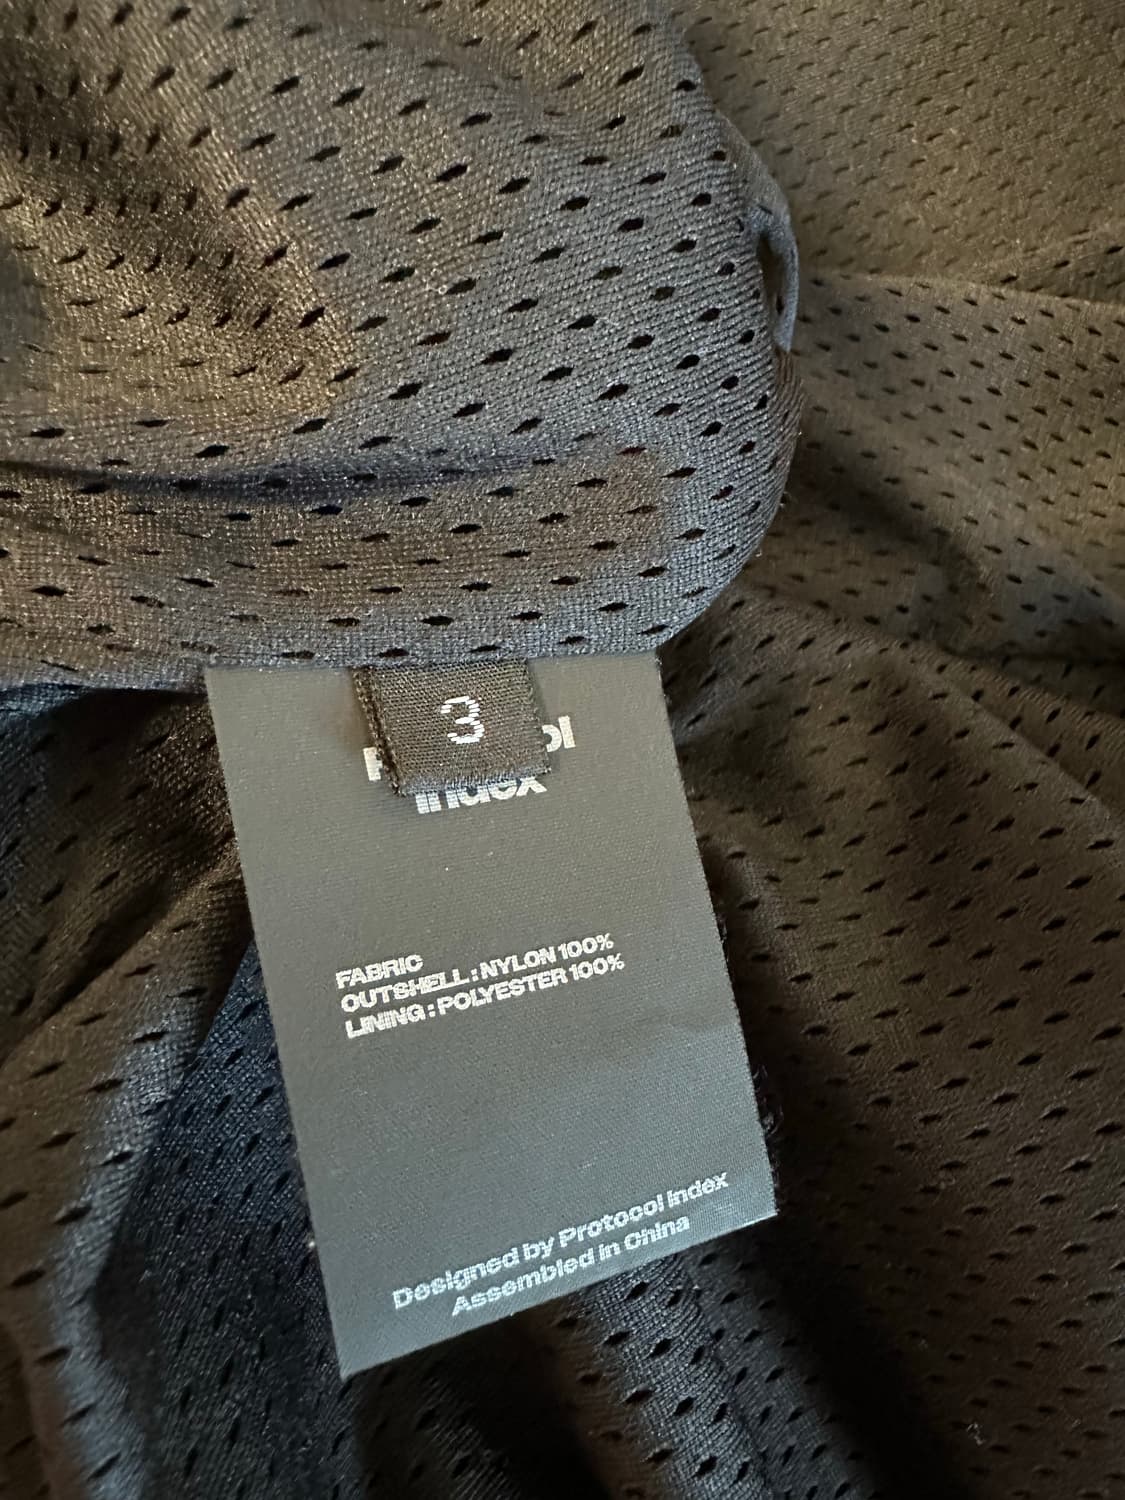 3
Index
FABRIC
OUTSHELL : NYLON 100%
LINING : POLYESTER 100%
Designed by Protocol Index
Assembled in China